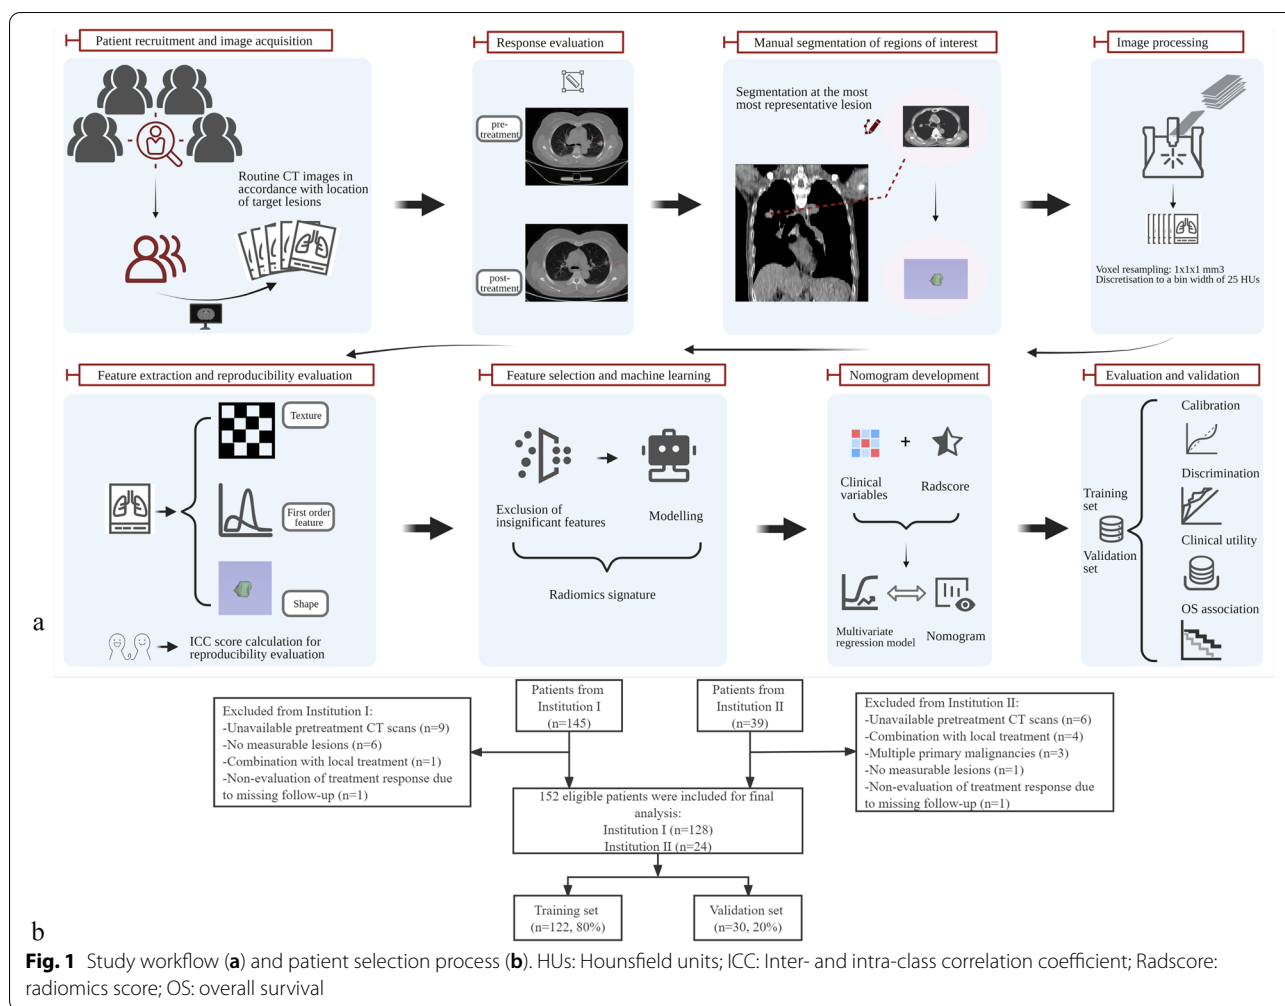 Patient recruitment and image acquisition
Routine CT images in
accordance with location
of target lesions
Response evaluation
pre-
treatment
post-
treatment
Manual segmentation of regions of interest
Segmentation at the most
most representative lesion
Image processing
Voxel resampling: 1x1x1 mm3
Discretisation to a bin width of 25 HUs
Feature extraction and reproducibility evaluation
Texture
First order
feature
Shape
ICC score calculation for
reproducibility evaluation
Feature selection and machine learning
Exclusion of
insignificant features
Modelling
Radiomics signature
Nomogram development
+
Clinical
variables
Radscore
Multivariate
regression model
Nomogram
Evaluation and validation
Training
set
Validation
set
Calibration
Discrimination
Clinical utility
OS association
a
Patients from
Institution I
(n=145)
Patients from
Institution II
(n=39)
Excluded from Institution I:
-Unavailable pretreatment CT scans (n=9)
-No measurable lesions (n=6)
-Combination with local treatment (n=1)
-Non-evaluation of treatment response due
to missing follow-up (n=1)
Excluded from Institution II:
-Unavailable pretreatment CT scans (n=6)
-Combination with local treatment (n=4)
-Multiple primary malignancies (n=3)
-No measurable lesions (n=1)
-Non-evaluation of treatment response due
to missing follow-up (n=1)
152 eligible patients were included for final
analysis:
Institution I (n=128)
Institution II (n=24)
Training set
(n=122, 80%)
Validation set
(n=30, 20%)
b
Fig. 1 Study workflow (a) and patient selection process (b). HUs: Hounsfield units; ICC: Inter- and intra-class correlation coefficient; Radscore:
radiomics score; OS: overall survival